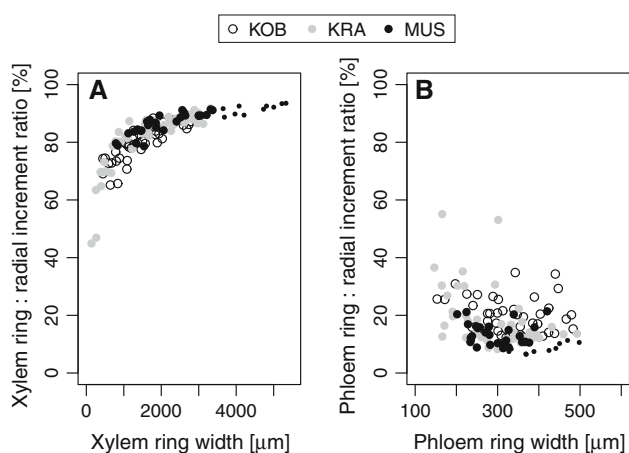 KOB KRA MUS
A
Xylem ring : radial increment ratio [%]
0 20 40 60 80 100
0 2000 4000
Xylem ring width [μm]
B
Phloem ring : radial increment ratio [%]
0 20 40 60 80 100
100 300 500
Phloem ring width [μm]